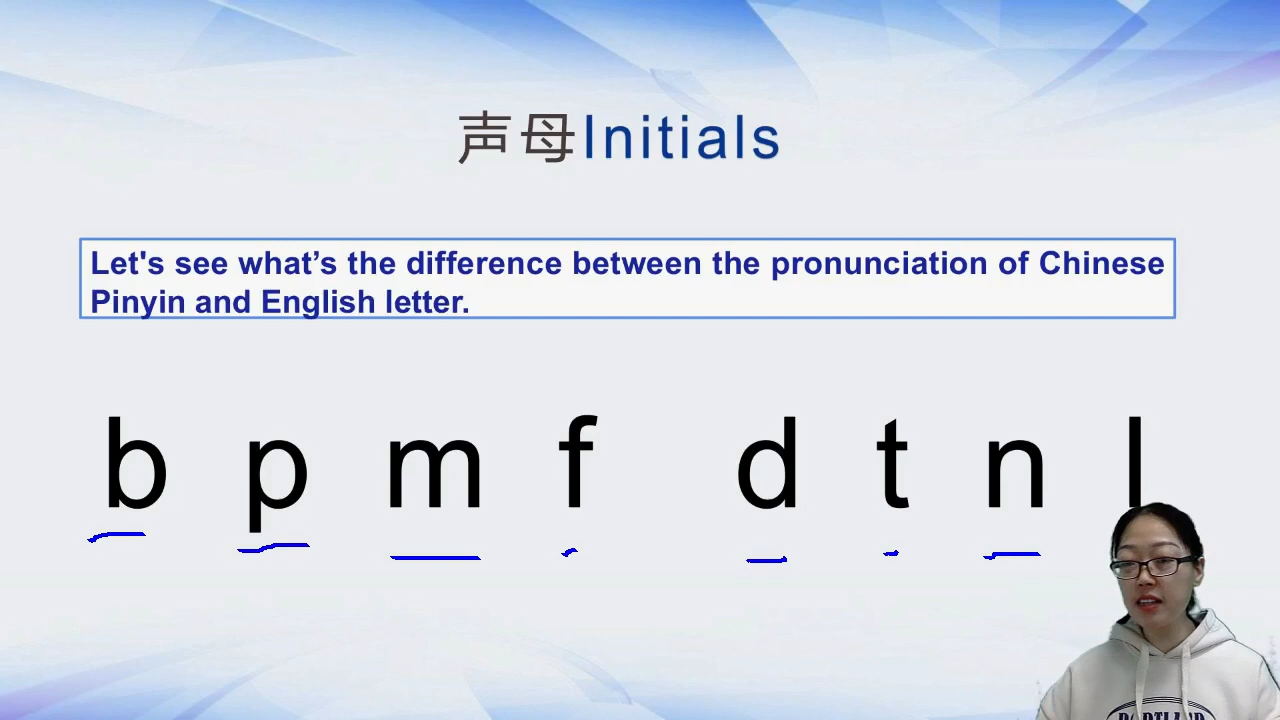 声母Initials
Let's see what’s the difference between the pronunciation of Chinese
Pinyin and English letter.
b p m f d t n l
PORTLAND